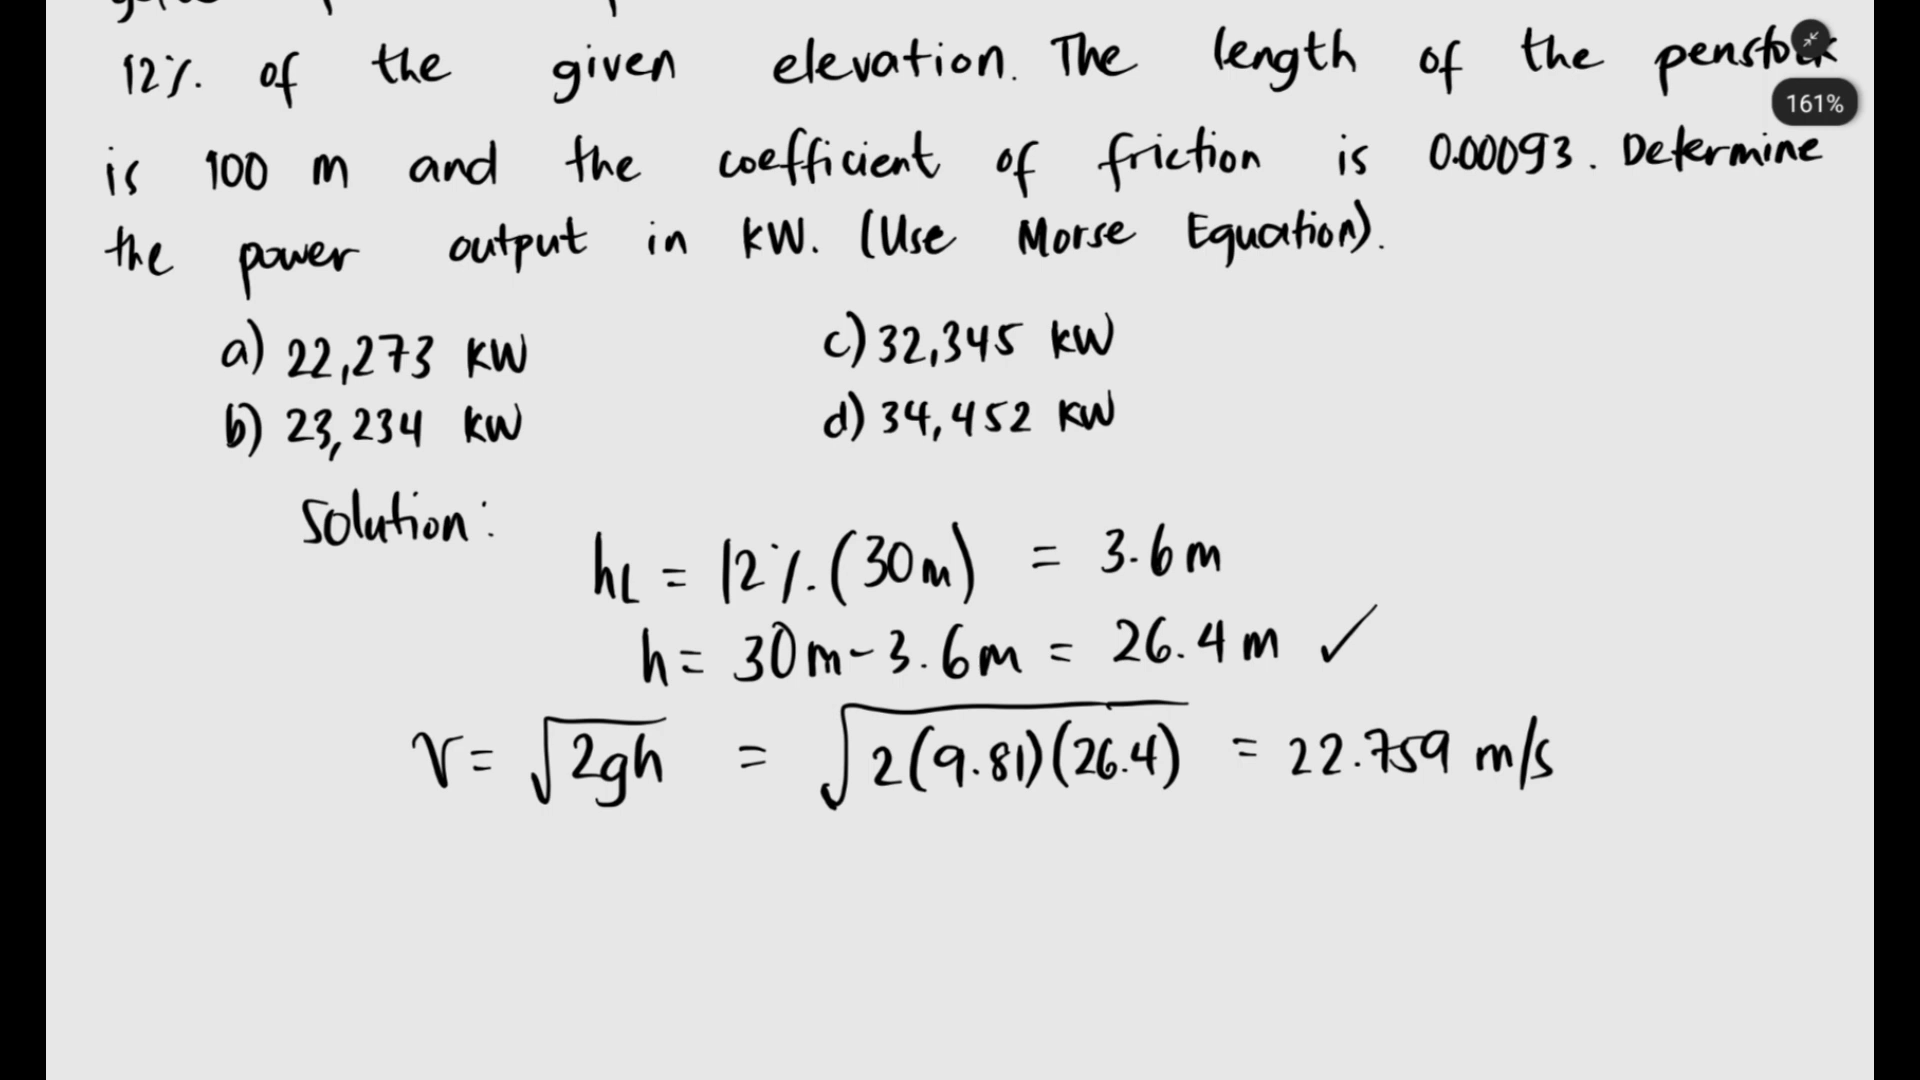 12%. of the given elevation. The length of the penstock
161%
is 100 m and the coefficient of friction is 0.00093. Determine
the power output in kW. (Use Morse Equation).
a) 22,273 kW c) 32,345 kW
b) 23,234 kW d) 34,452 kW
Solution:
hL = 12%.(30m) = 3.6m
h = 30m-3.6m = 26.4 m ✓
V = √2gh = √2(9.81)(26.4) = 22.759 m/s